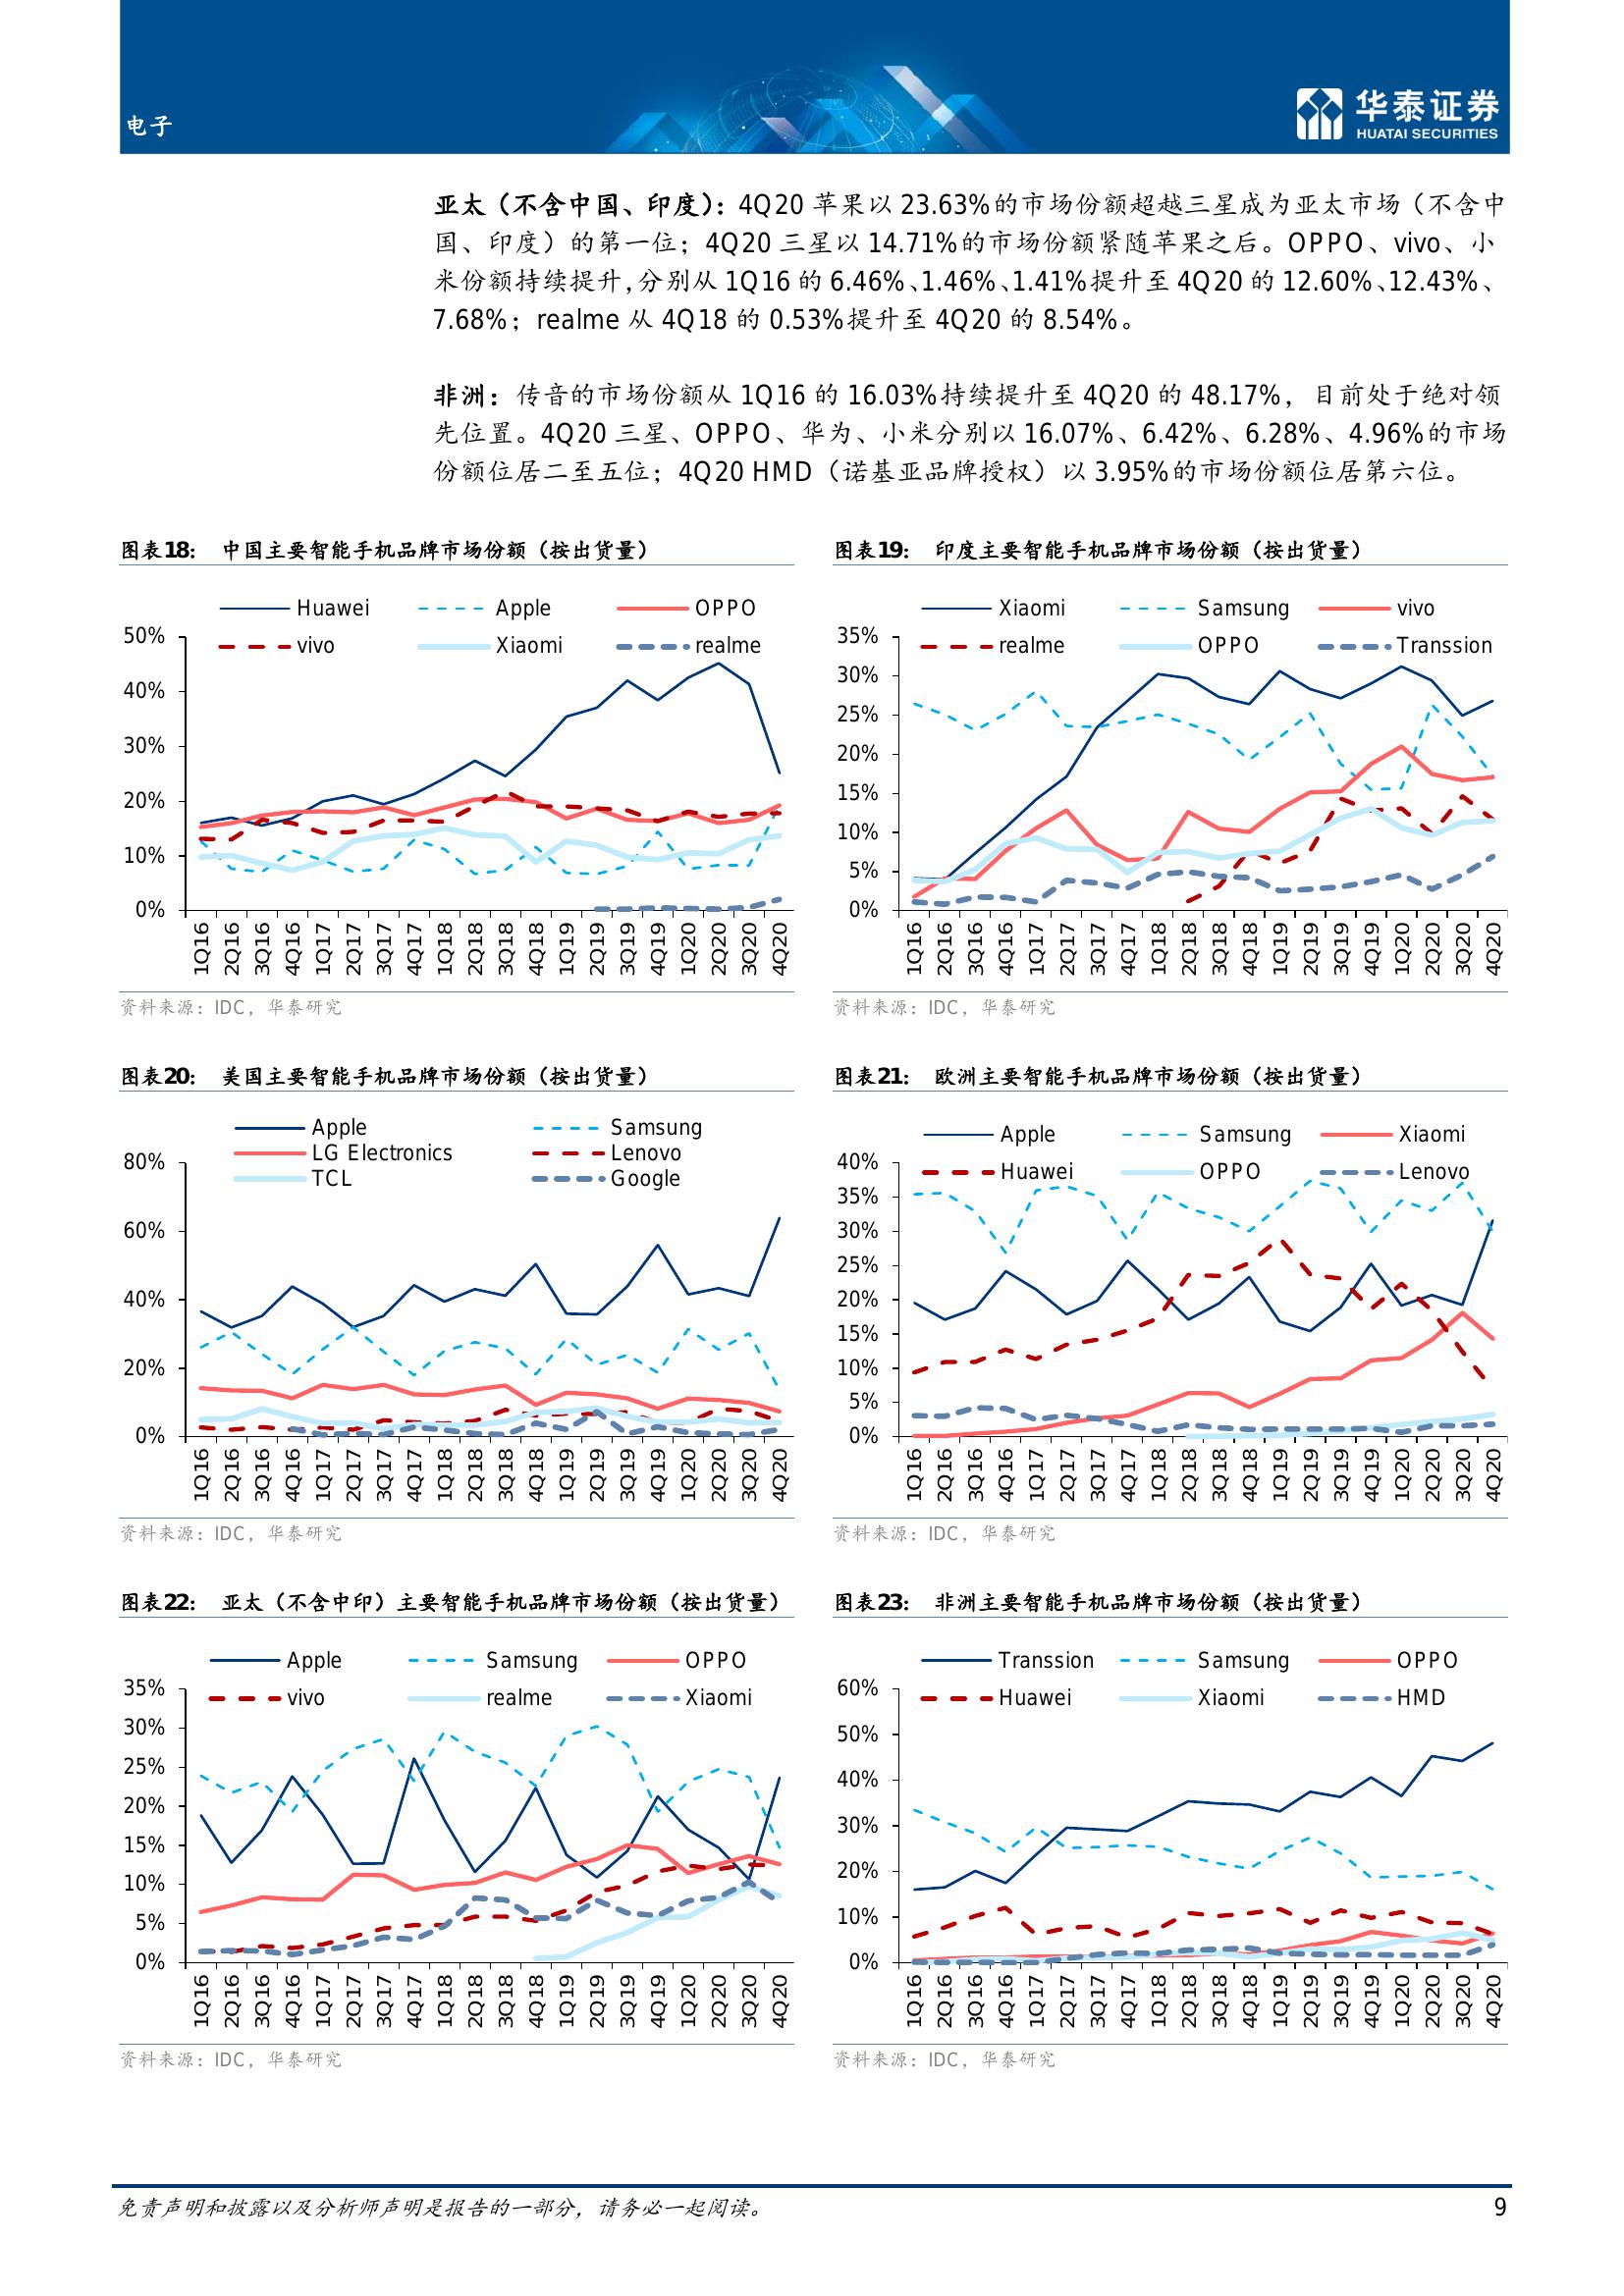 电子
华泰证券
HUATAI SECURITIES
亚太（不含中国、印度）：4Q20 苹果以 23.63%的市场份额超越三星成为亚太市场（不含中
国、印度）的第一位；4Q20 三星以 14.71%的市场份额紧随苹果之后。OPPO、vivo、小
米份额持续提升，分别从 1Q16 的 6.46%、1.46%、1.41%提升至 4Q20 的 12.60%、12.43%、
7.68%；realme 从 4Q18 的 0.53%提升至 4Q20 的 8.54%。
非洲：传音的市场份额从 1Q16 的 16.03%持续提升至 4Q20 的 48.17%，目前处于绝对领
先位置。4Q20 三星、OPPO、华为、小米分别以 16.07%、6.42%、6.28%、4.96%的市场
份额位居二至五位；4Q20 HMD（诺基亚品牌授权）以 3.95%的市场份额位居第六位。
图表18： 中国主要智能手机品牌市场份额（按出货量）
Huawei Apple OPPO
vivo Xiaomi realme
50%
40%
30%
20%
10%
0%
1Q16 2Q16 3Q16 4Q16 1Q17 2Q17 3Q17 4Q17 1Q18 2Q18 3Q18 4Q18 1Q19 2Q19 3Q19 4Q19 1Q20 2Q20 3Q20 4Q20
资料来源：IDC，华泰研究
图表19： 印度主要智能手机品牌市场份额（按出货量）
Xiaomi Samsung vivo
realme OPPO Transsion
35%
30%
25%
20%
15%
10%
5%
0%
1Q16 2Q16 3Q16 4Q16 1Q17 2Q17 3Q17 4Q17 1Q18 2Q18 3Q18 4Q18 1Q19 2Q19 3Q19 4Q19 1Q20 2Q20 3Q20 4Q20
资料来源：IDC，华泰研究
图表20： 美国主要智能手机品牌市场份额（按出货量）
Apple Samsung
LG Electronics Lenovo
TCL Google
80%
60%
40%
20%
0%
1Q16 2Q16 3Q16 4Q16 1Q17 2Q17 3Q17 4Q17 1Q18 2Q18 3Q18 4Q18 1Q19 2Q19 3Q19 4Q19 1Q20 2Q20 3Q20 4Q20
资料来源：IDC，华泰研究
图表21： 欧洲主要智能手机品牌市场份额（按出货量）
Apple Samsung Xiaomi
Huawei OPPO Lenovo
40%
35%
30%
25%
20%
15%
10%
5%
0%
1Q16 2Q16 3Q16 4Q16 1Q17 2Q17 3Q17 4Q17 1Q18 2Q18 3Q18 4Q18 1Q19 2Q19 3Q19 4Q19 1Q20 2Q20 3Q20 4Q20
资料来源：IDC，华泰研究
图表22： 亚太（不含中印）主要智能手机品牌市场份额（按出货量）
Apple Samsung OPPO
vivo realme Xiaomi
35%
30%
25%
20%
15%
10%
5%
0%
1Q16 2Q16 3Q16 4Q16 1Q17 2Q17 3Q17 4Q17 1Q18 2Q18 3Q18 4Q18 1Q19 2Q19 3Q19 4Q19 1Q20 2Q20 3Q20 4Q20
资料来源：IDC，华泰研究
图表23： 非洲主要智能手机品牌市场份额（按出货量）
Transsion Samsung OPPO
Huawei Xiaomi HMD
60%
50%
40%
30%
20%
10%
0%
1Q16 2Q16 3Q16 4Q16 1Q17 2Q17 3Q17 4Q17 1Q18 2Q18 3Q18 4Q18 1Q19 2Q19 3Q19 4Q19 1Q20 2Q20 3Q20 4Q20
资料来源：IDC，华泰研究
免责声明和披露以及分析师声明是报告的一部分，请务必一起阅读。
9